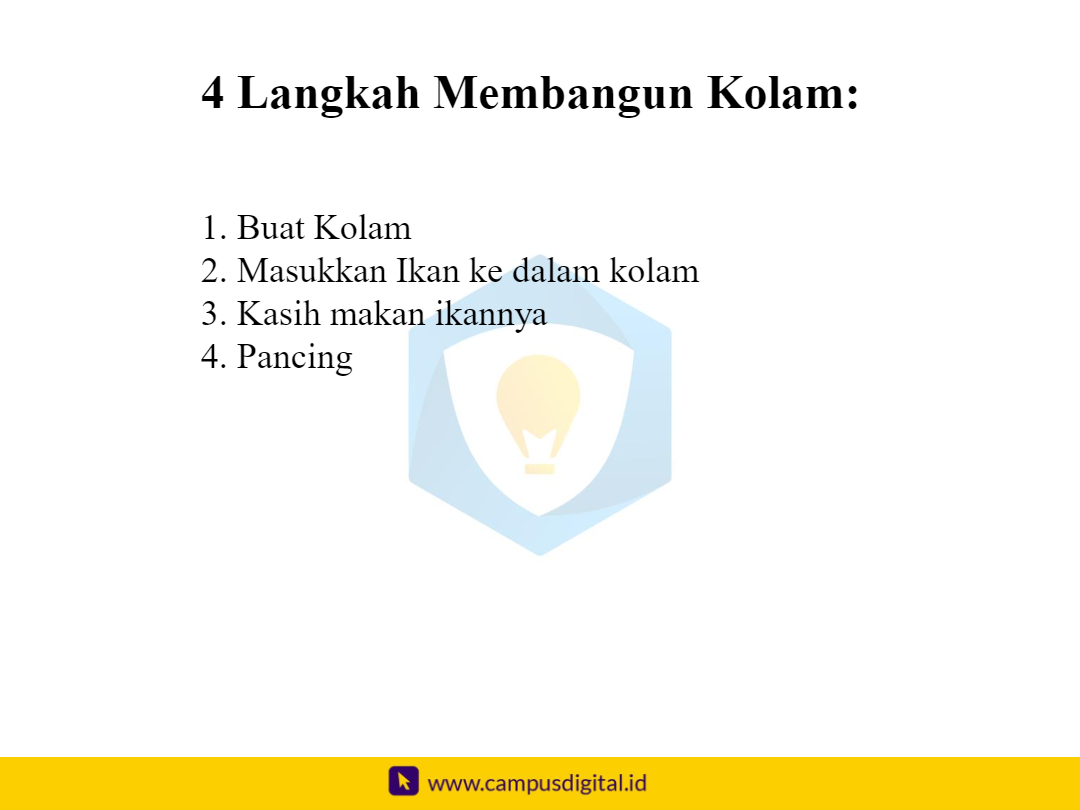 4 Langkah Membangun Kolam:
1. Buat Kolam
2. Masukkan Ikan ke dalam kolam
3. Kasih makan ikannya
4. Pancing
www.campusdigital.id